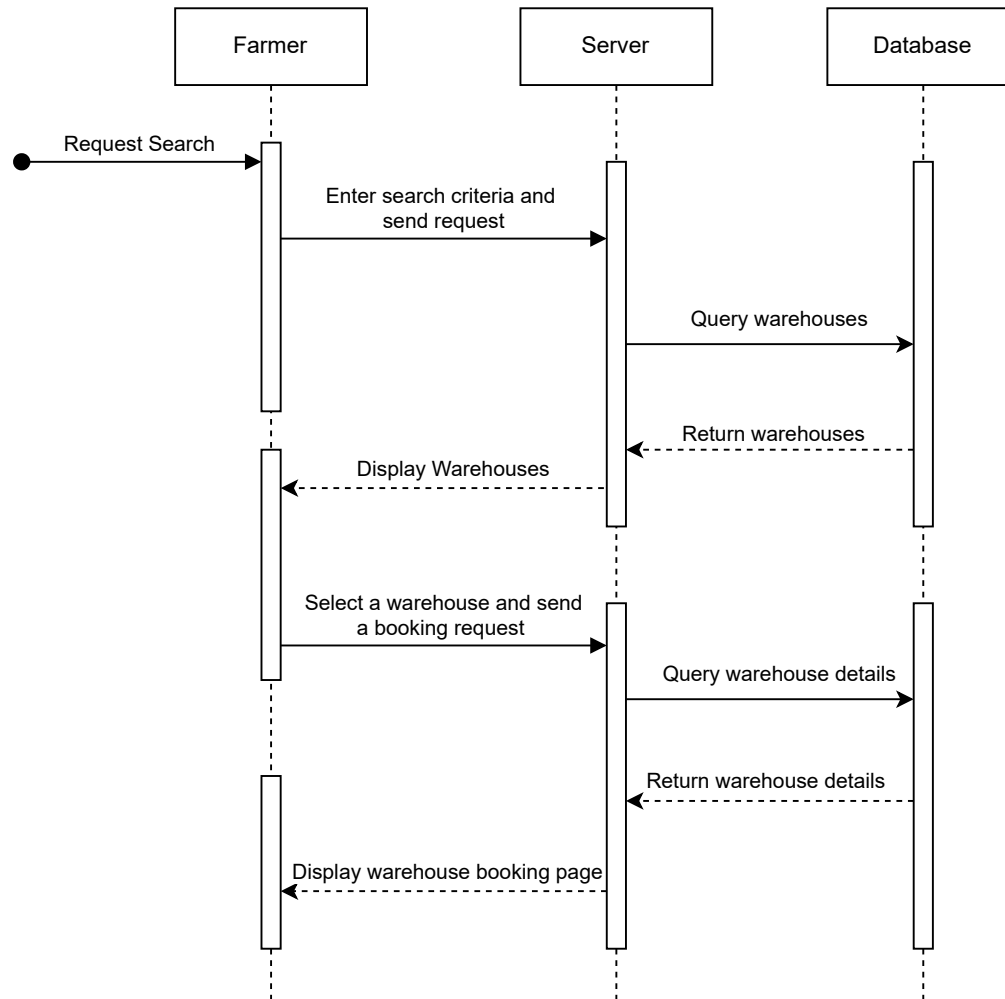 Farmer
Server
Database
Request Search
Enter search criteria and
send request
Query warehouses
Return warehouses
Display Warehouses
Select a warehouse and send
a booking request
Query warehouse details
Return warehouse details
Display warehouse booking page